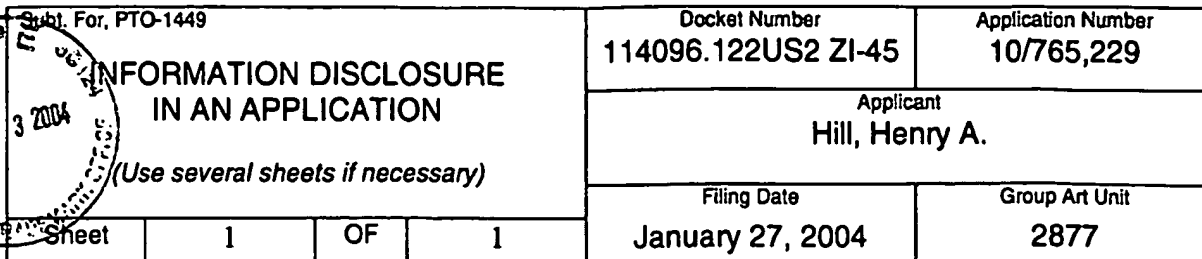 Subt. For, PTO-1449
INFORMATION DISCLOSURE
IN AN APPLICATION
(Use several sheets if necessary)
Sheet 1 OF 1
Docket Number
114096.122US2 ZI-45
Application Number
10/765,229
Applicant
Hill, Henry A.
Filing Date
January 27, 2004
Group Art Unit
2877
3 2004